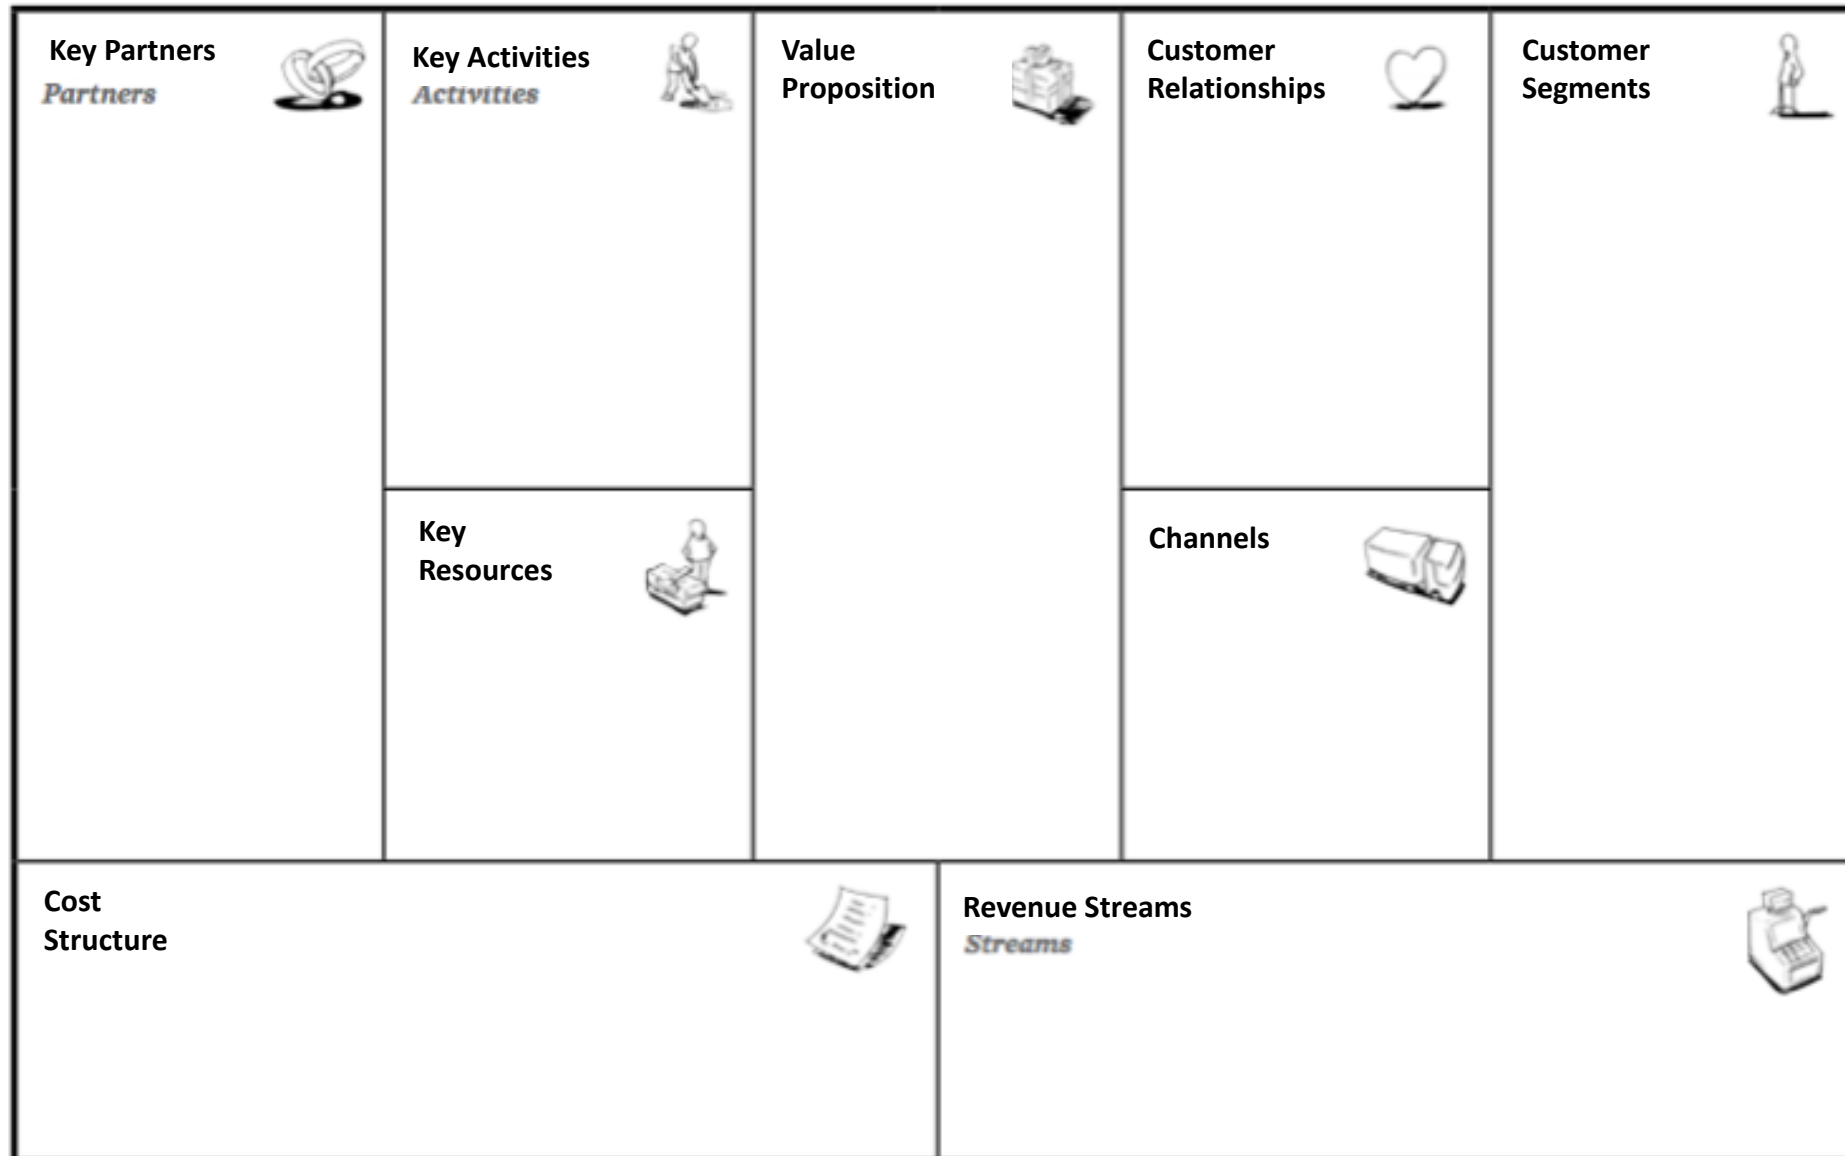 Key Partners
Partners
Key Activities
Activities
Value
Proposition
Customer
Relationships
Customer
Segments
Key
Resources
Channels
Cost
Structure
Revenue Streams
Streams